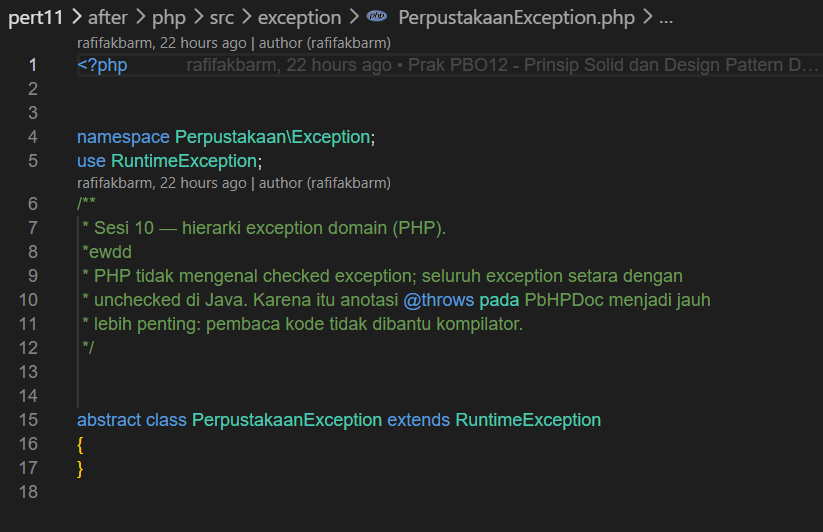 pert11 > after > php > src > exception > PerpustakaanException.php > ...
rafifakbarm, 22 hours ago | author (rafifakbarm)
1 <?php rafifakbarm, 22 hours ago • Prak PBO12 - Prinsip Solid dan Design Pattern D…
2
3
4 namespace Perpustakaan\Exception;
5 use RuntimeException;
rafifakbarm, 22 hours ago | author (rafifakbarm)
6 /**
7 * Sesi 10 — hierarki exception domain (PHP).
8 *ewdd
9 * PHP tidak mengenal checked exception; seluruh exception setara dengan
10 * unchecked di Java. Karena itu anotasi @throws pada PbHPDoc menjadi jauh
11 * lebih penting: pembaca kode tidak dibantu kompilator.
12 */
13
14
15 abstract class PerpustakaanException extends RuntimeException
16 {
17 }
18